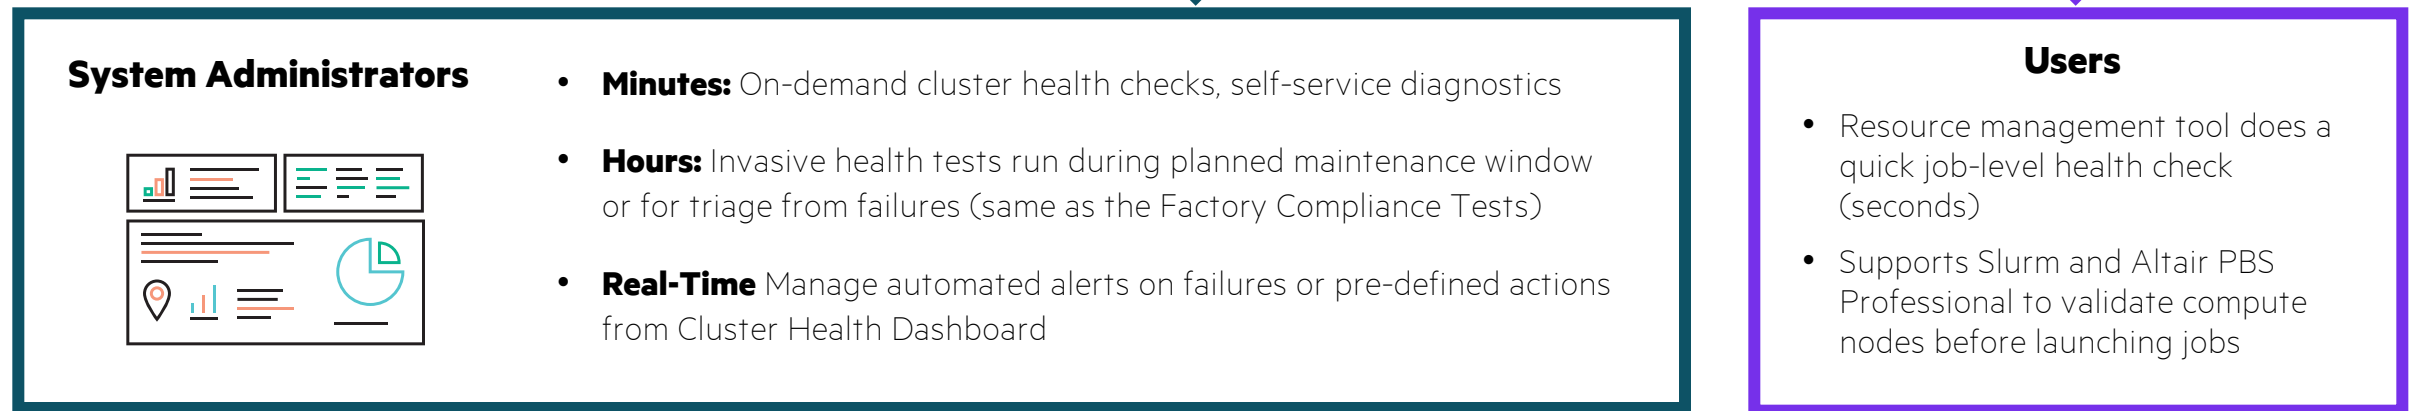 System Administrators
• Minutes: On-demand cluster health checks, self-service diagnostics
• Hours: Invasive health tests run during planned maintenance window
or for triage from failures (same as the Factory Compliance Tests)
• Real-Time Manage automated alerts on failures or pre-defined actions
from Cluster Health Dashboard
Users
• Resource management tool does a
quick job-level health check
(seconds)
• Supports Slurm and Altair PBS
Professional to validate compute
nodes before launching jobs